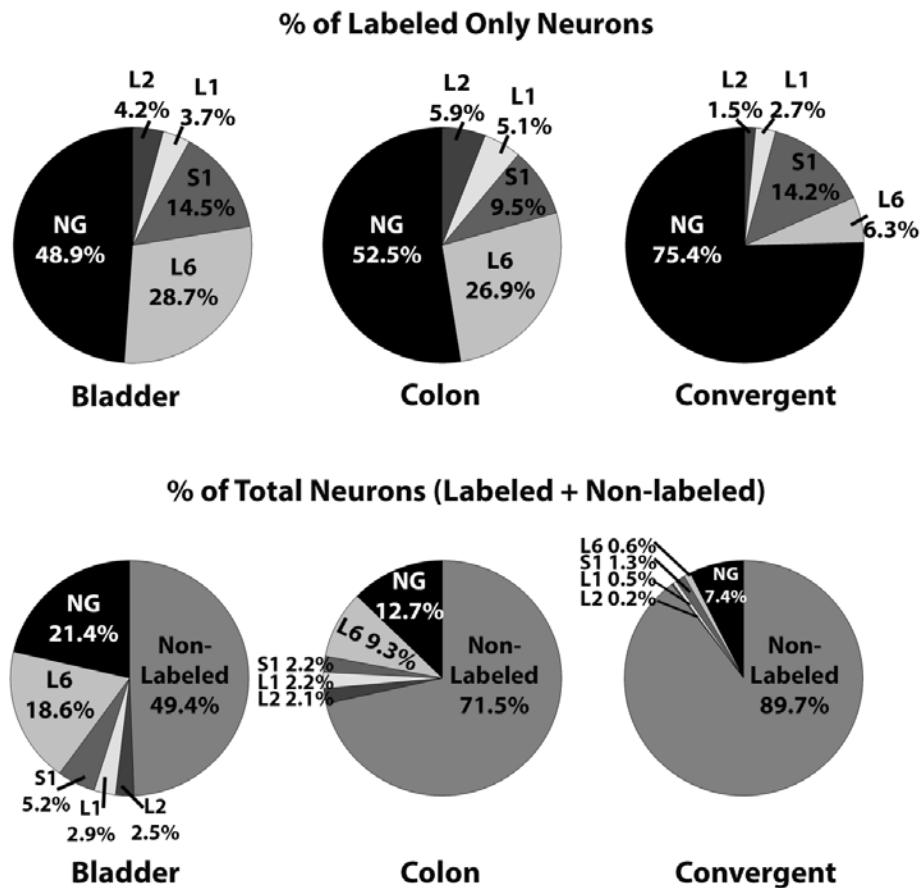 % of Labeled Only Neurons
L2
4.2%
L1
3.7%
S1
14.5%
NG
48.9%
L6
28.7%
Bladder
L2
5.9%
L1
5.1%
S1
9.5%
NG
52.5%
L6
26.9%
Colon
L2
1.5%
L1
2.7%
S1
14.2%
L6
6.3%
NG
75.4%
Convergent
% of Total Neurons (Labeled + Non-labeled)
NG
21.4%
Non-
Labeled
49.4%
L6
18.6%
S1
5.2%
L1
2.9%
L2
2.5%
Bladder
NG
12.7%
L6 9.3%
S1 2.2%
L1 2.2%
L2 2.1%
Non-
Labeled
71.5%
Colon
L6 0.6%
S1 1.3%
L1 0.5%
L2 0.2%
NG
7.4%
Non-
Labeled
89.7%
Convergent